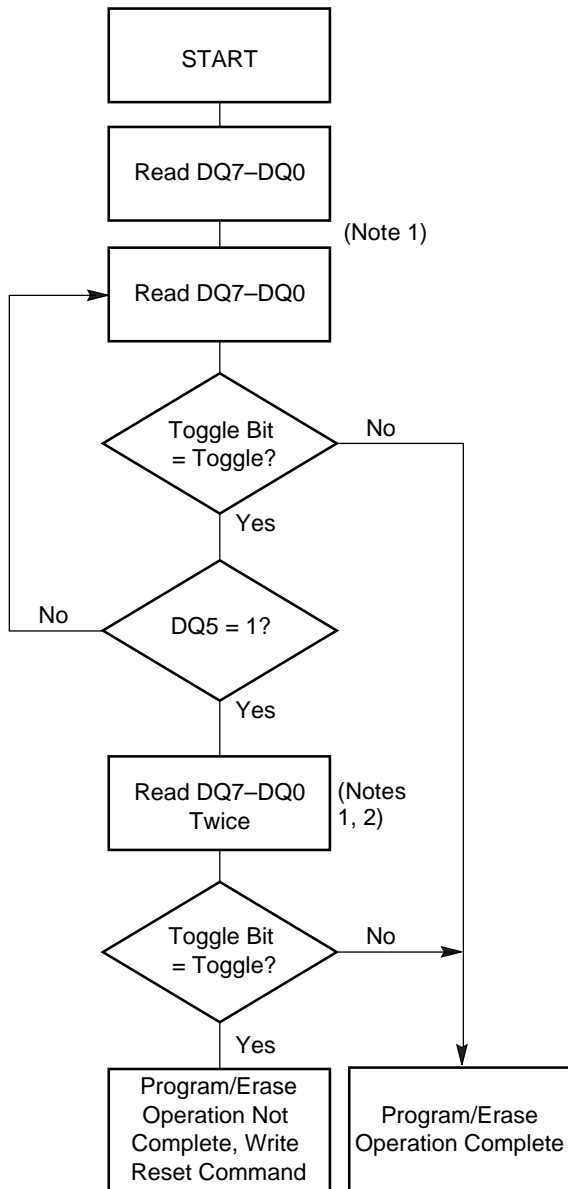 START
Read DQ7–DQ0
(Note 1)
Read DQ7–DQ0
Toggle Bit
= Toggle?
No
Yes
No
DQ5 = 1?
Yes
Read DQ7–DQ0
Twice
(Notes
1, 2)
Toggle Bit
= Toggle?
No
Yes
Program/Erase
Operation Not
Complete, Write
Reset Command
Program/Erase
Operation Complete